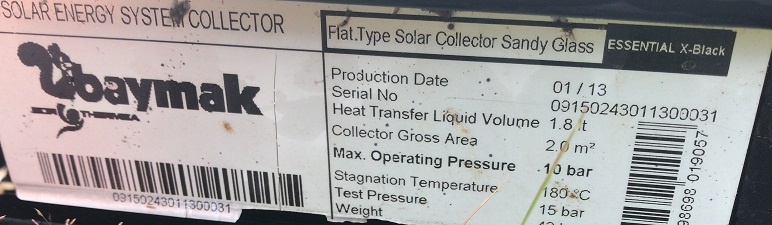 SOLAR ENERGY SYSTEM COLLECTOR
baymak
09150243011300031
Flat.Type Solar Collector Sandy Glass
ESSENTIAL X-Black
Production Date 01 / 13
Serial No 09150243011300031
Heat Transfer Liquid Volume 1.8 lt
Collector Gross Area 2.0 m²
Max. Operating Pressure 10 bar
Stagnation Temperature 180 °C
Test Pressure 15 bar
Weight
98698 019057